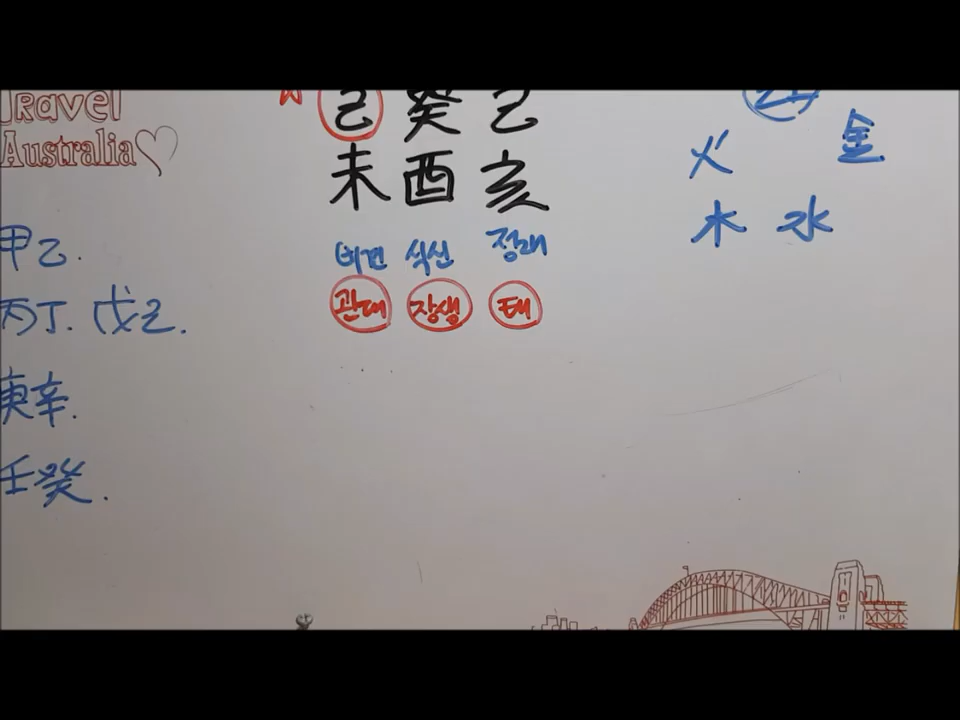 TRavel
Australia
己 癸 己
未 酉 亥
비견 식신 정재
관대 장생 태
火 金
木 水
甲乙.
丙丁. 戊己.
庚辛.
壬癸.